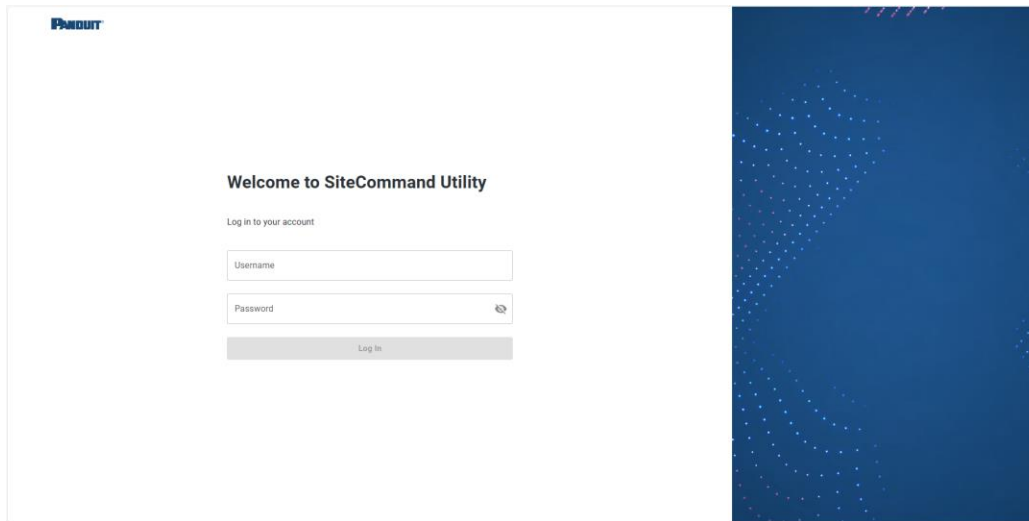 PANDUIT
Welcome to SiteCommand Utility
Log in to your account
Username
Password
Log In